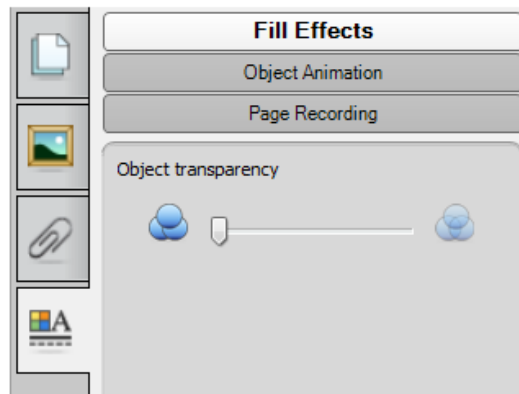 Fill Effects
Object Animation
Page Recording
Object transparency
A